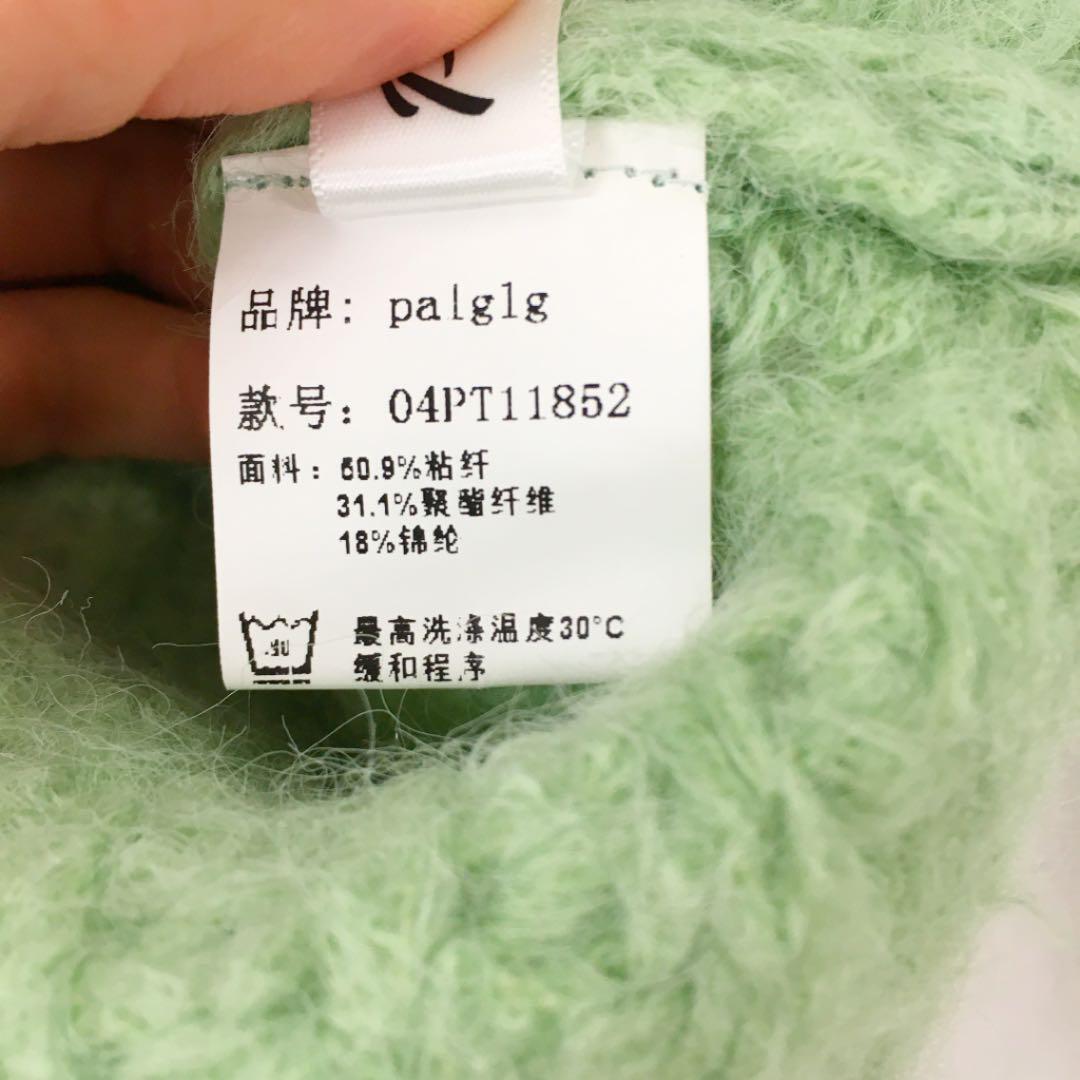 品牌: palglg
款号: 04PT11852
面料: 50.9%粘纤
31.1%聚酯纤维
18%锦纶
最高洗涤温度30°C
缓和程序